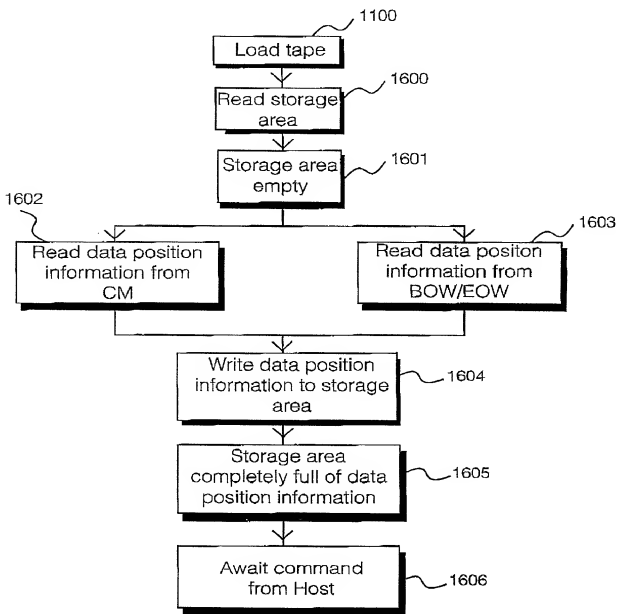 1100
Load tape
1600
Read storage
area
1601
Storage area
empty
1602
1603
Read data position
information from
CM
Read data positon
information from
BOW/EOW
Write data position
information to storage
area
1604
Storage area
completely full of data
position information
1605
Await command
from Host
1606